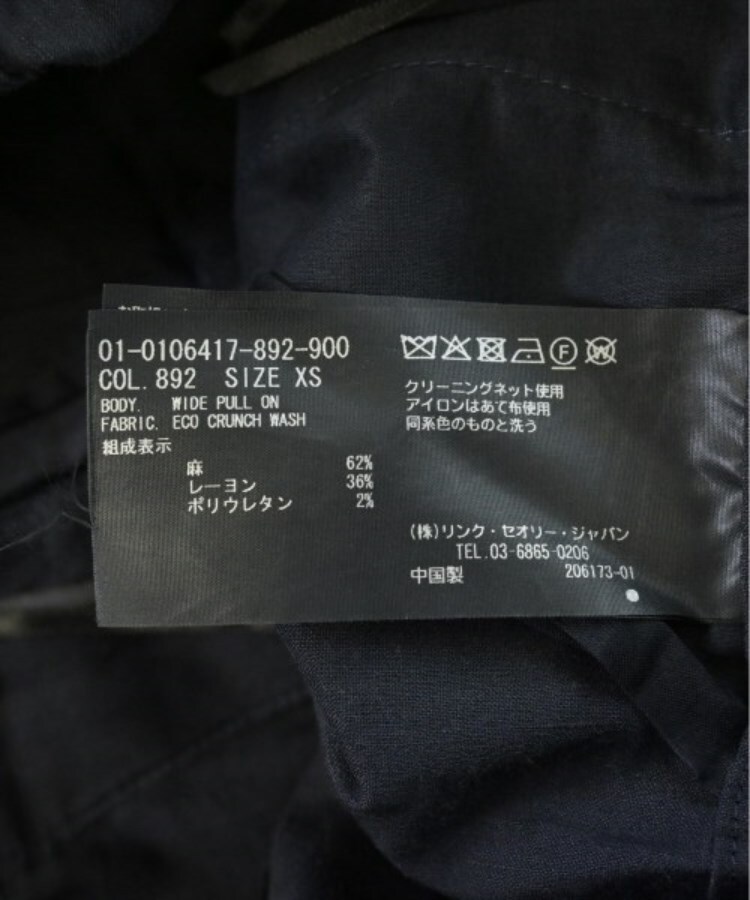 01-0106417-892-900
COL. 892 SIZE XS
BODY. WIDE PULL ON
FABRIC. ECO CRUNCH WASH
組成表示
麻 62%
レーヨン 36%
ポリウレタン 2%
F
W
クリーニングネット使用
アイロンはあて布使用
同系色のものと洗う
(株)リンク・セオリー・ジャパン
TEL.03-6865-0206
中国製 206173-01